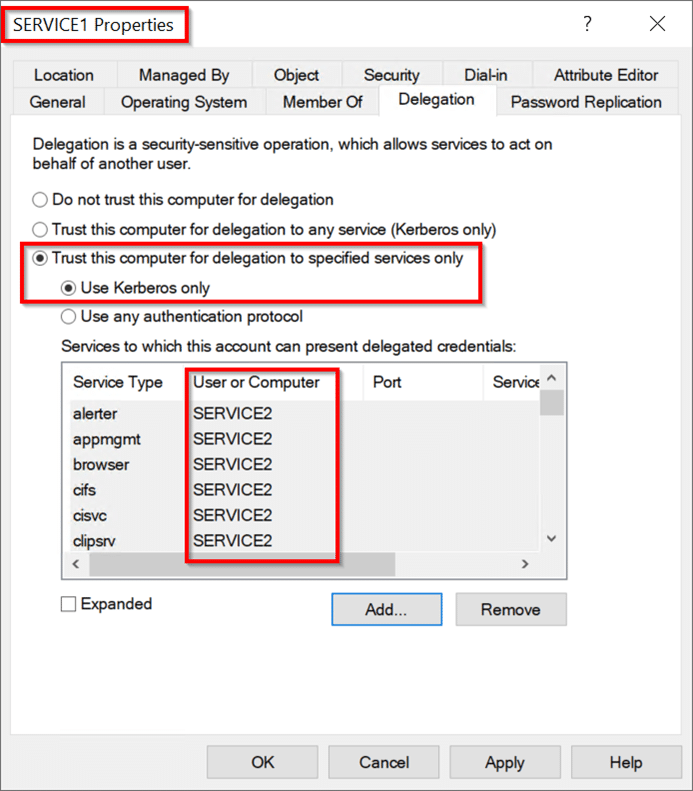 SERVICE1 Properties
?
Location Managed By Object Security Dial-in Attribute Editor
General Operating System Member Of Delegation Password Replication
Delegation is a security-sensitive operation, which allows services to act on
behalf of another user.
Do not trust this computer for delegation
Trust this computer for delegation to any service (Kerberos only)
Trust this computer for delegation to specified services only
Use Kerberos only
Use any authentication protocol
Services to which this account can present delegated credentials:
Service Type User or Computer Port Service
alerter SERVICE2
appmgmt SERVICE2
browser SERVICE2
cifs SERVICE2
cisvc SERVICE2
clipsrv SERVICE2
Expanded Add... Remove
OK Cancel Apply Help